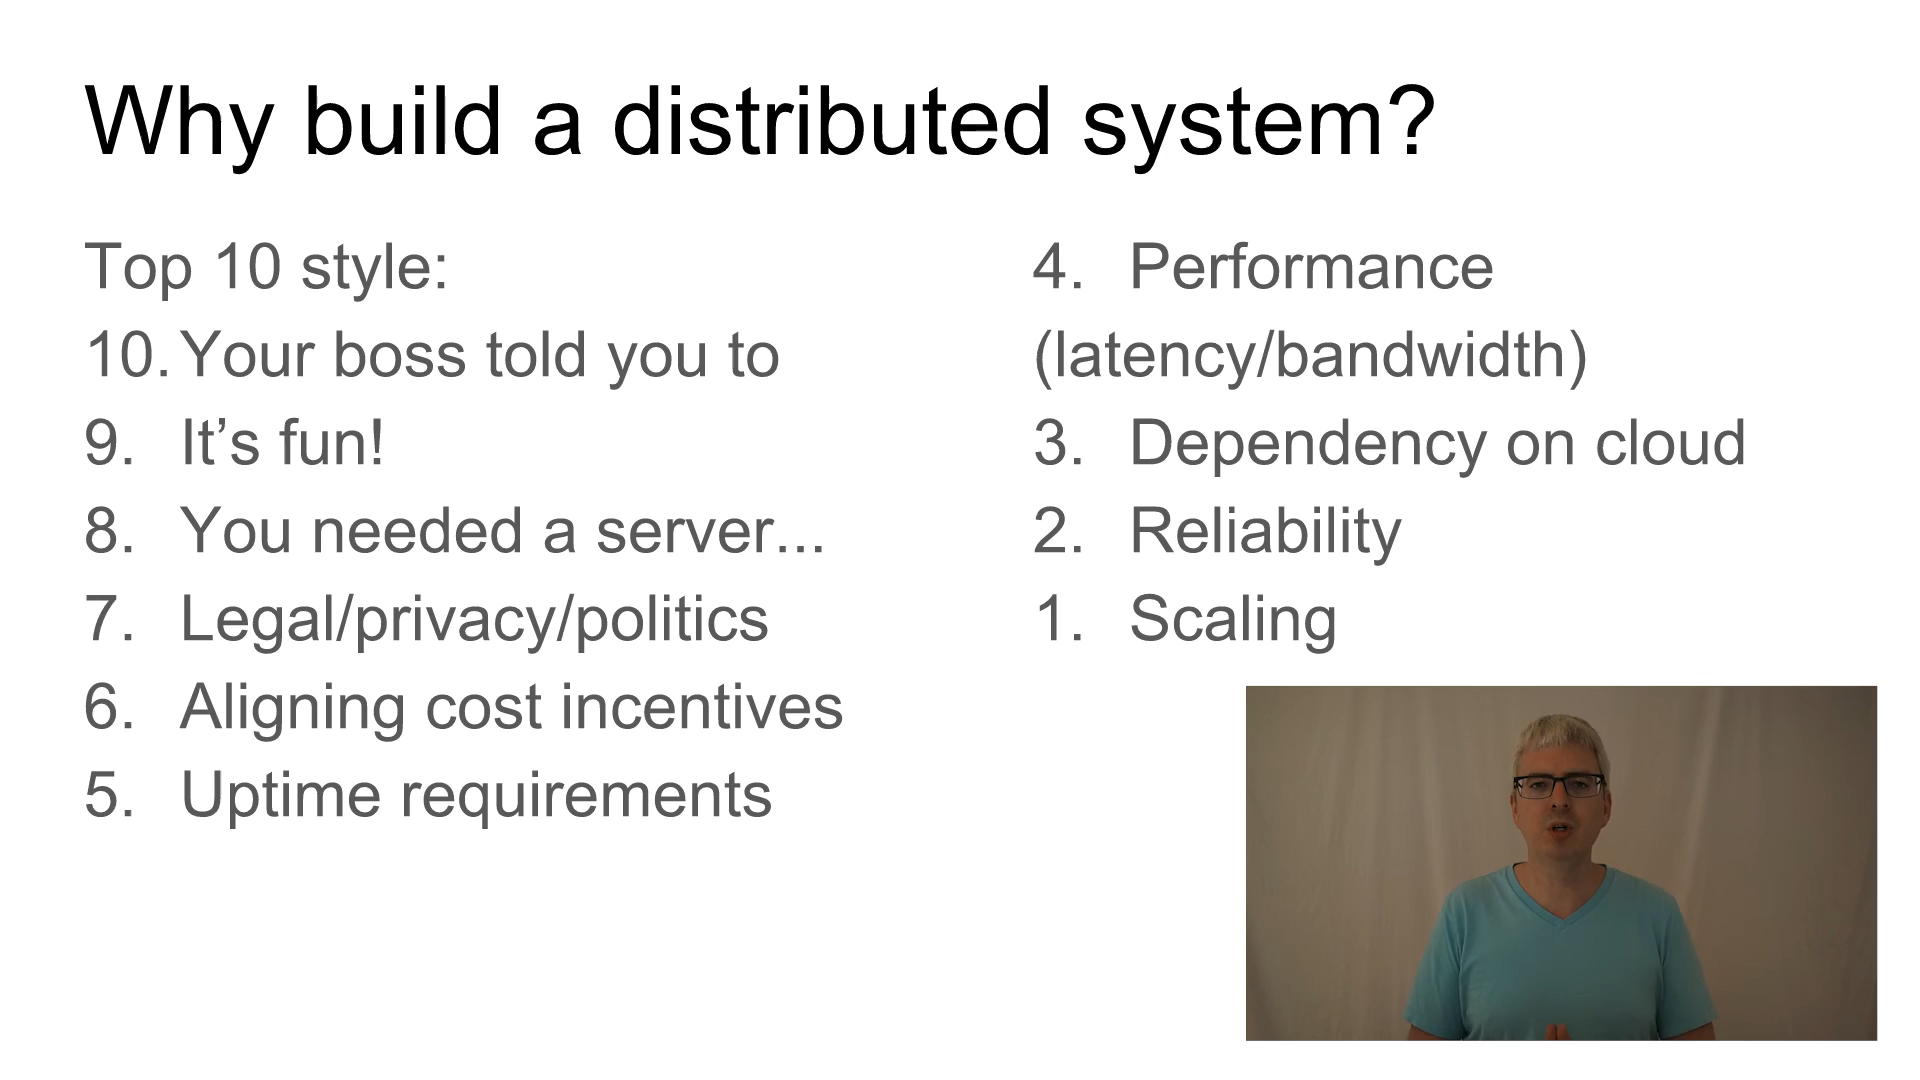 Why build a distributed system?
Top 10 style:
10. Your boss told you to
9. It’s fun!
8. You needed a server...
7. Legal/privacy/politics
6. Aligning cost incentives
5. Uptime requirements
4. Performance
(latency/bandwidth)
3. Dependency on cloud
2. Reliability
1. Scaling